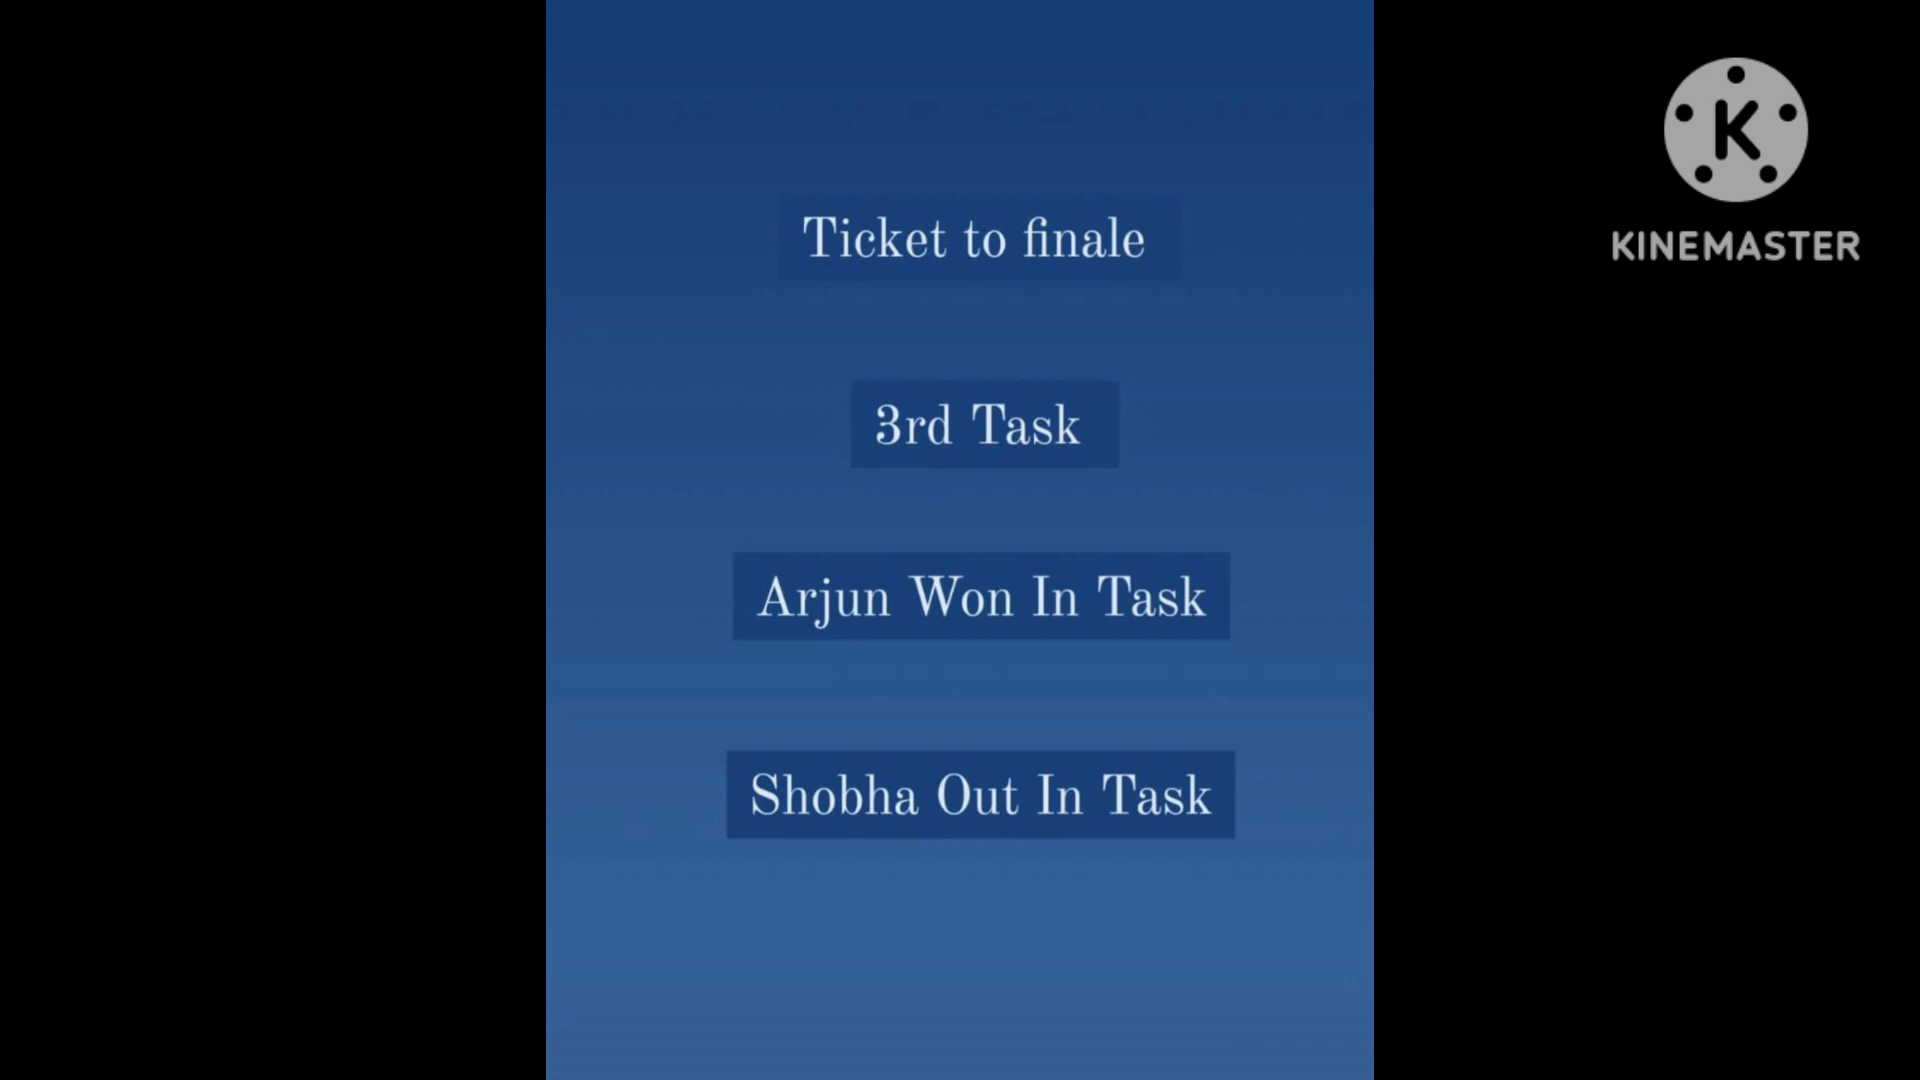 Ticket to finale
3rd Task
Arjun Won In Task
Shobha Out In Task
K
KINEMASTER